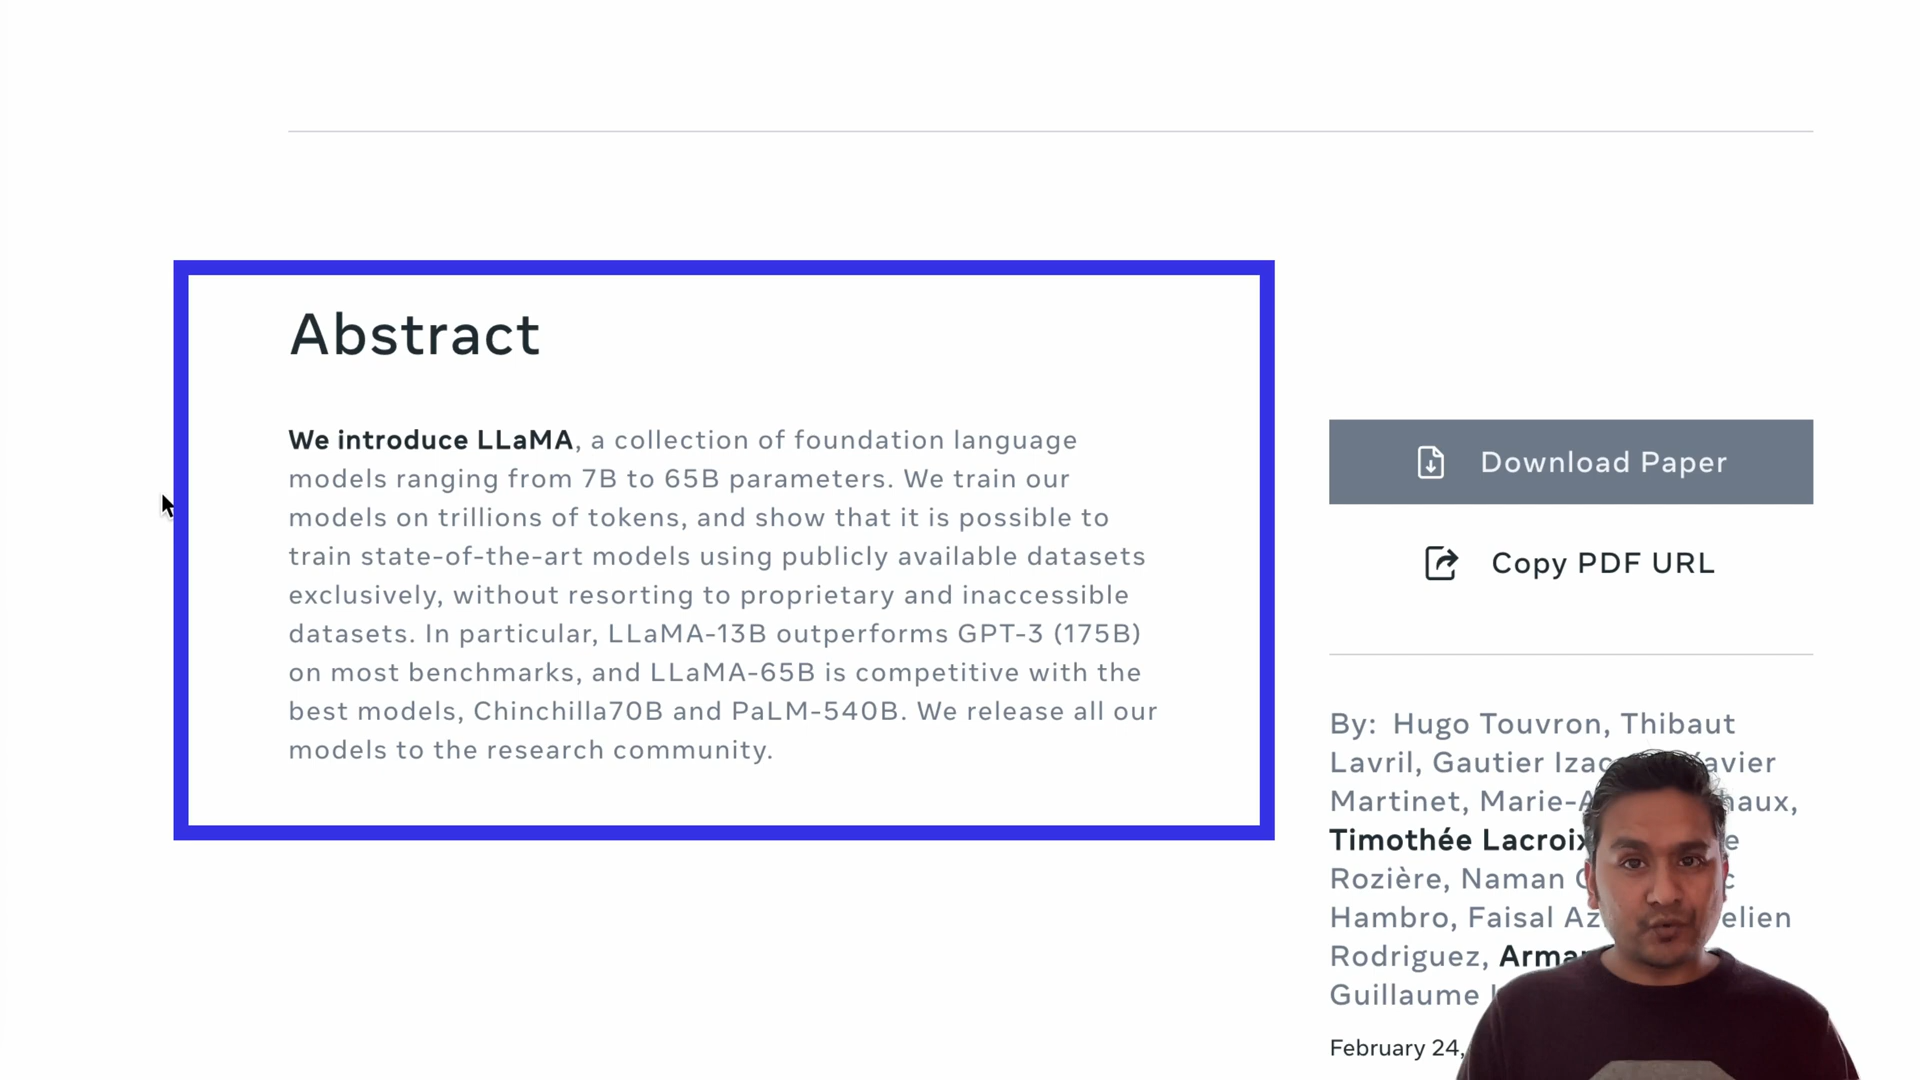 Abstract
We introduce LLaMA, a collection of foundation language
models ranging from 7B to 65B parameters. We train our
models on trillions of tokens, and show that it is possible to
train state-of-the-art models using publicly available datasets
exclusively, without resorting to proprietary and inaccessible
datasets. In particular, LLaMA-13B outperforms GPT-3 (175B)
on most benchmarks, and LLaMA-65B is competitive with the
best models, Chinchilla70B and PaLM-540B. We release all our
models to the research community.
Download Paper
Copy PDF URL
By: Hugo Touvron, Thibaut
Lavril, Gautier
Martinet,
Timothée Lacroix
Rozière, Naman
Hambro, Faisal
Rodriguez,
Guillaume
February 24,